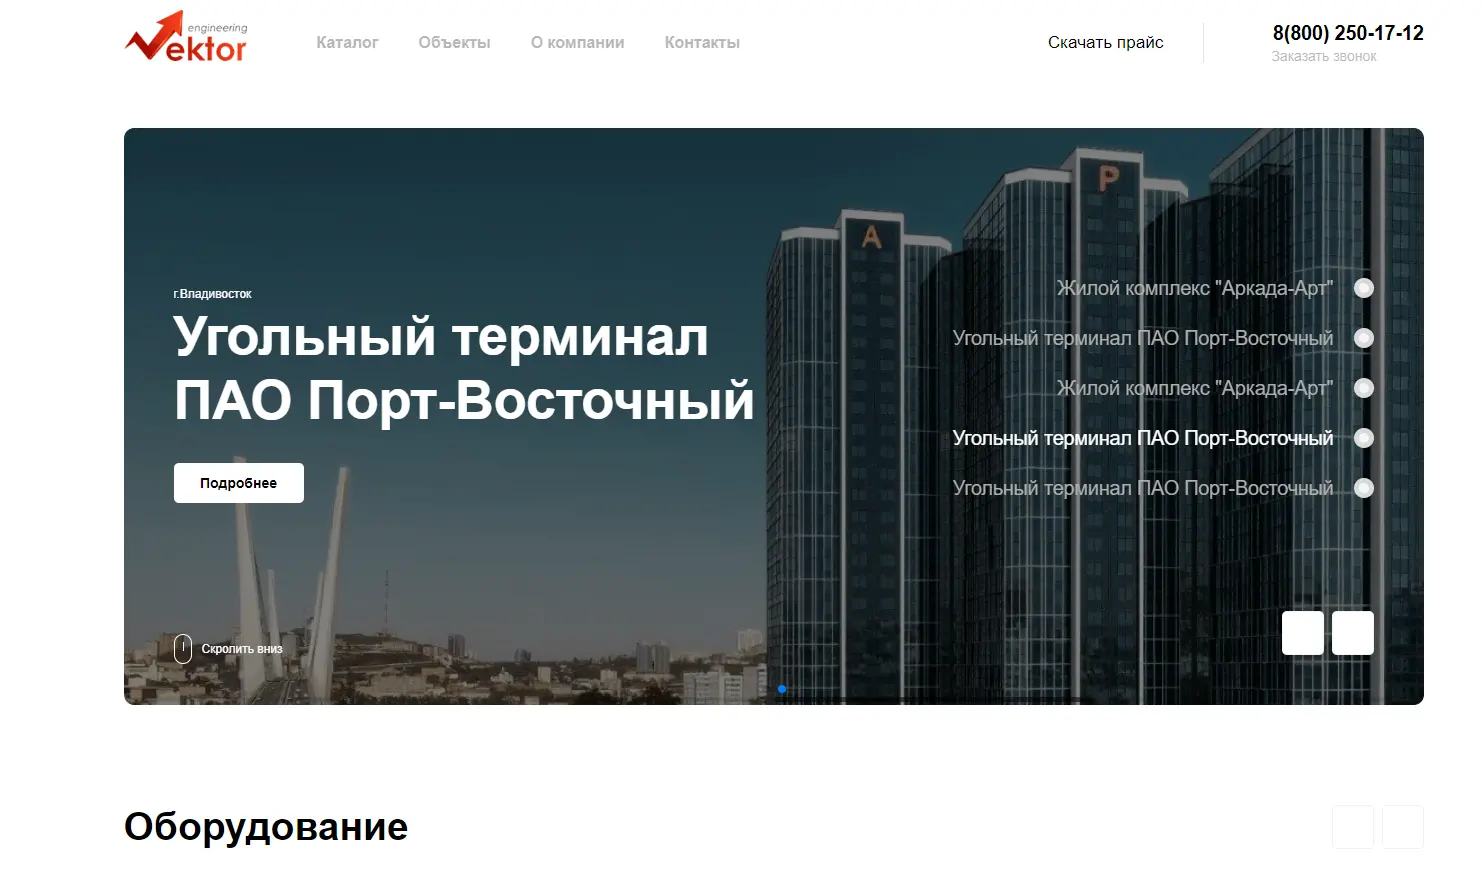 engineering
Vektor
Каталог
Объекты
О компании
Контакты
Скачать прайс
8(800) 250-17-12
Заказать звонок
А
Р
г.Владивосток
Угольный терминал
ПАО Порт-Восточный
Подробнее
Скролить вниз
Жилой комплекс "Аркада-Арт"
Угольный терминал ПАО Порт-Восточный
Жилой комплекс "Аркада-Арт"
Угольный терминал ПАО Порт-Восточный
Угольный терминал ПАО Порт-Восточный
Оборудование